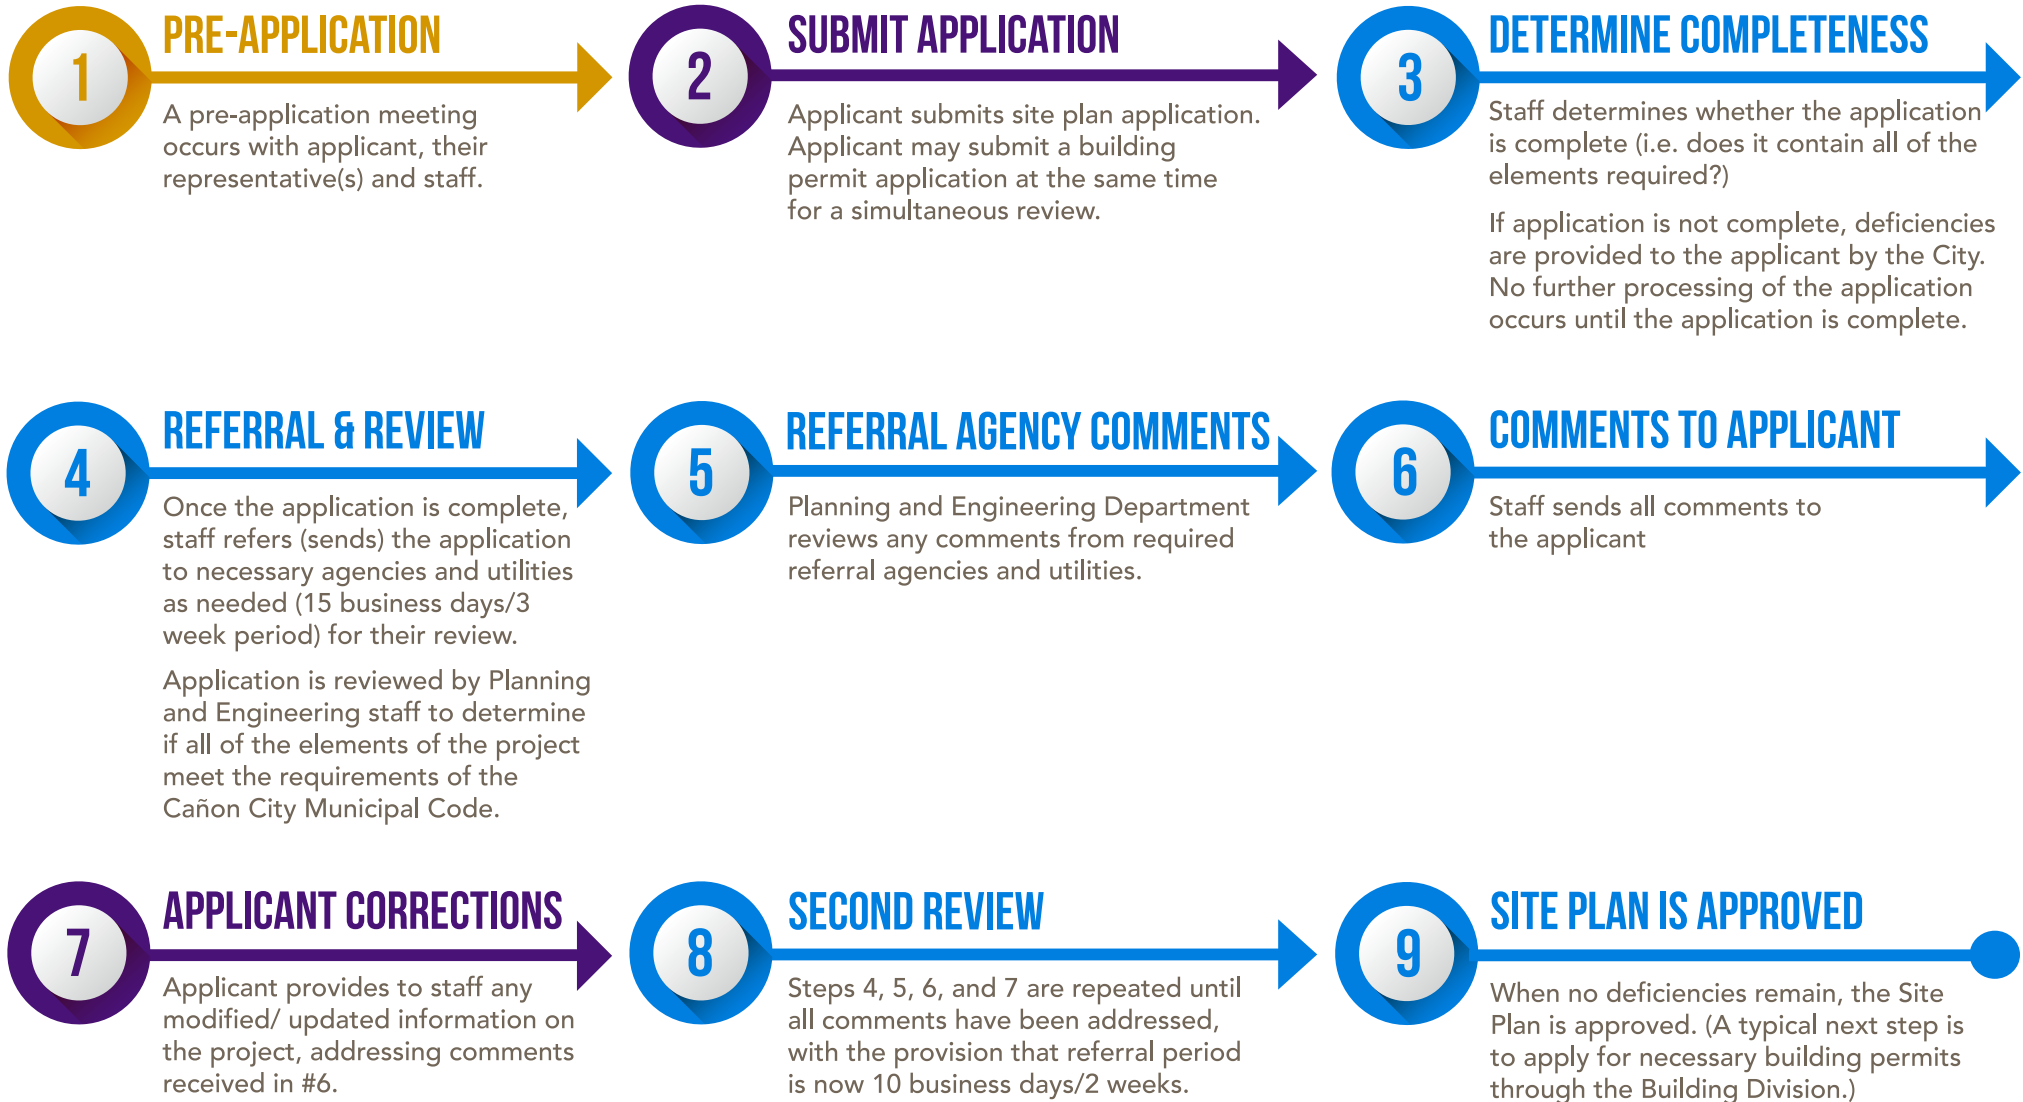 1
PRE-APPLICATION
A pre-application meeting
occurs with applicant, their
representative(s) and staff.
2
SUBMIT APPLICATION
Applicant submits site plan application.
Applicant may submit a building
permit application at the same time
for a simultaneous review.
3
DETERMINE COMPLETENESS
Staff determines whether the application
is complete (i.e. does it contain all of the
elements required?)
If application is not complete, deficiencies
are provided to the applicant by the City.
No further processing of the application
occurs until the application is complete.
4
REFERRAL & REVIEW
Once the application is complete,
staff refers (sends) the application
to necessary agencies and utilities
as needed (15 business days/3
week period) for their review.
Application is reviewed by Planning
and Engineering staff to determine
if all of the elements of the project
meet the requirements of the
Cañon City Municipal Code.
5
REFERRAL AGENCY COMMENTS
Planning and Engineering Department
reviews any comments from required
referral agencies and utilities.
6
COMMENTS TO APPLICANT
Staff sends all comments to
the applicant
7
APPLICANT CORRECTIONS
Applicant provides to staff any
modified/ updated information on
the project, addressing comments
received in #6.
8
SECOND REVIEW
Steps 4, 5, 6, and 7 are repeated until
all comments have been addressed,
with the provision that referral period
is now 10 business days/2 weeks.
9
SITE PLAN IS APPROVED
When no deficiencies remain, the Site
Plan is approved. (A typical next step is
to apply for necessary building permits
through the Building Division.)